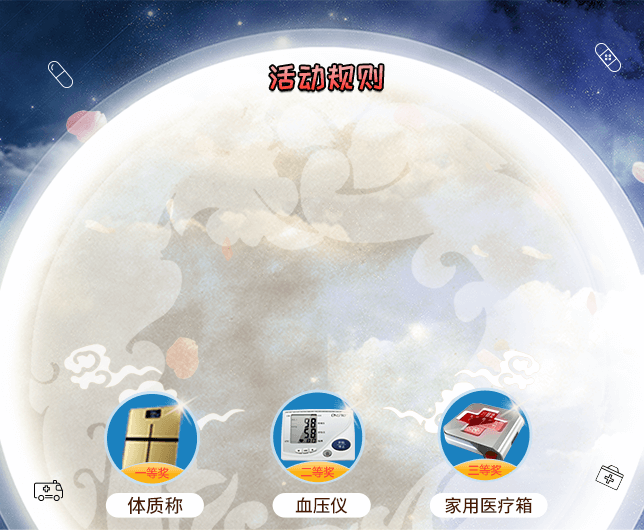 活动规则
一等奖
二等奖
三等奖
体质称
血压仪
家用医疗箱